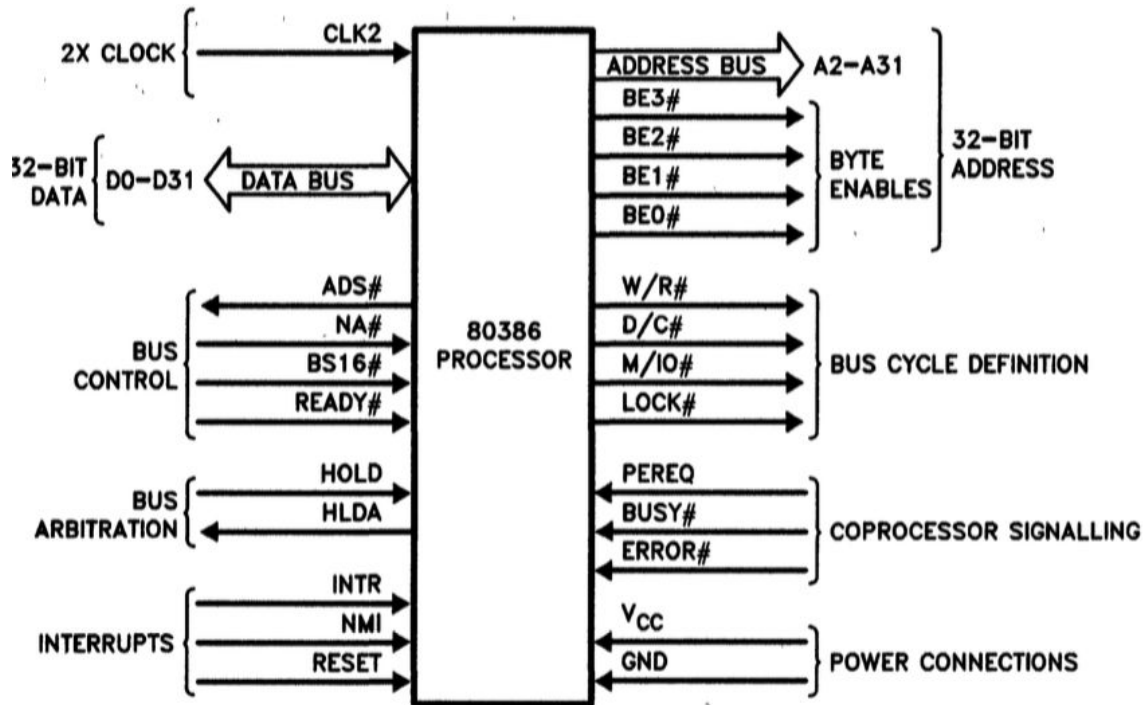 2X CLOCK
CLK2
32-BIT
DATA
D0-D31
DATA BUS
BUS
CONTROL
ADS#
NA#
BS16#
READY#
BUS
ARBITRATION
HOLD
HLDA
INTERRUPTS
INTR
NMI
RESET
80386
PROCESSOR
ADDRESS BUS
A2-A31
BE3#
BE2#
BE1#
BE0#
BYTE
ENABLES
32-BIT
ADDRESS
W/R#
D/C#
M/IO#
LOCK#
BUS CYCLE DEFINITION
PEREQ
BUSY#
ERROR#
COPROCESSOR SIGNALLING
VCC
GND
POWER CONNECTIONS